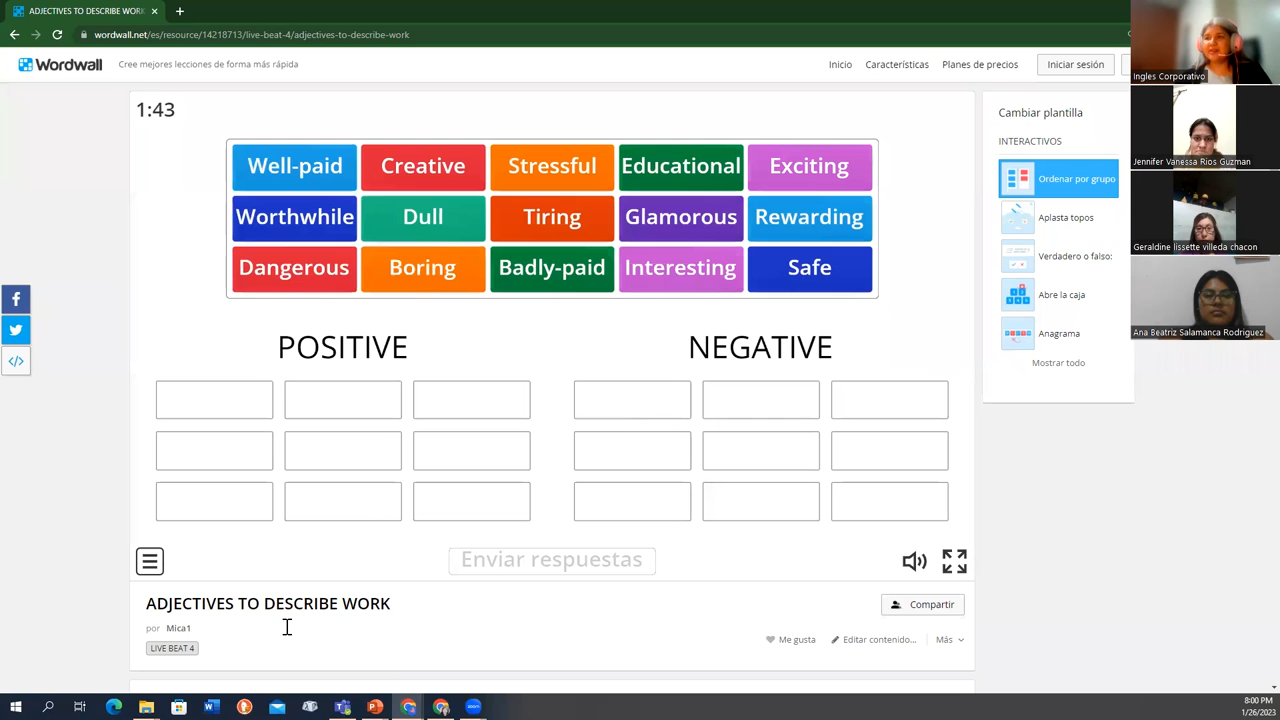 ADJECTIVES TO DESCRIBE WORK
wordwall.net/es/resource/14218713/live-beat-4/adjectives-to-describe-work
Wordwall
Cree mejores lecciones de forma más rápida
Inicio
Características
Planes de precios
Iniciar sesión
1:43
Well-paid
Creative
Stressful
Educational
Exciting
Worthwhile
Dull
Tiring
Glamorous
Rewarding
Dangerous
Boring
Badly-paid
Interesting
Safe
POSITIVE
NEGATIVE
Enviar respuestas
ADJECTIVES TO DESCRIBE WORK
por Mica1
LIVE BEAT 4
Compartir
Me gusta
Editar contenido...
Más
Cambiar plantilla
INTERACTIVOS
Ordenar por grupo
Aplasta topos
Verdadero o falso:
Abre la caja
Anagrama
Mostrar todo
Ingles Corporativo
Jennifer Vanessa Rios Guzman
Geraldine lissette villeda chacon
Ana Beatriz Salamanca Rodriguez
8:00 PM
1/26/2023